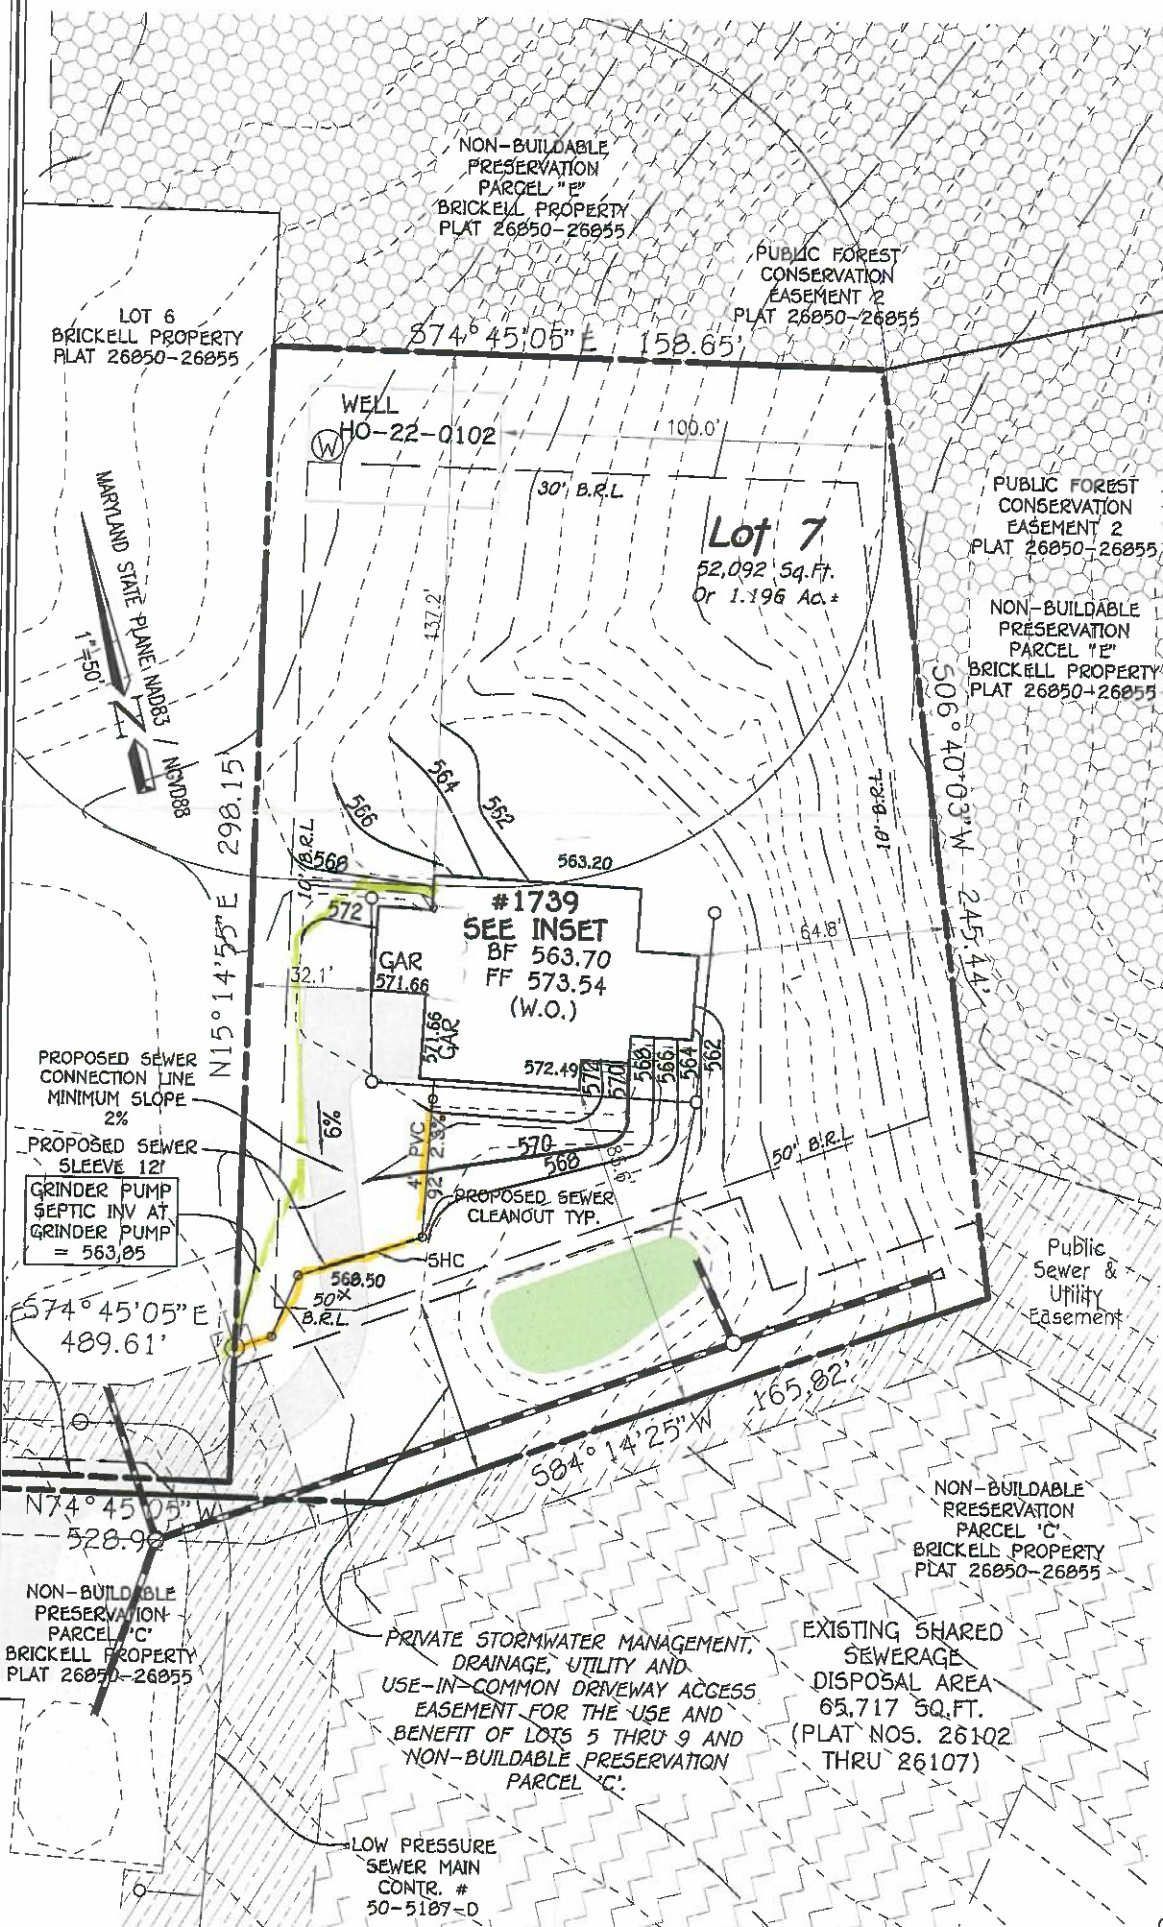 NON-BUILDABLE
PRESERVATION
PARCEL "E"
BRICKELL PROPERTY
PLAT 26850-26855
PUBLIC FOREST
CONSERVATION
EASEMENT 2
PLAT 26850-26855
LOT 6
BRICKELL PROPERTY
PLAT 26850-26855
S74°45'05" E 158.65'
WELL
HO-22-0102
W
100.0'
30' B.R.L.
Lot 7
52,092 Sq.Ft.
Or 1.196 Ac.±
PUBLIC FOREST
CONSERVATION
EASEMENT 2
PLAT 26850-26855
NON-BUILDABLE
PRESERVATION
PARCEL "E"
BRICKELL PROPERTY
PLAT 26850-26855
MARYLAND STATE PLANE: NAD83 / NGVD88
1"=50'
N
137.2'
S06°40'03"W 245.44'
10' B.R.L.
N15°14'55"E 298.15'
10' B.R.L.
564
562
566
568
563.20
572
#1739
SEE INSET
BF 563.70
FF 573.54
(W.O.)
GAR
571.66
571.66
GAR
32.1'
64.8'
572.49
572
570
568
566
564
562
PROPOSED SEWER
CONNECTION LINE
MINIMUM SLOPE
2%
6%
4" PVC
92' 2.3%
570
568
85.6'
50' B.R.L.
PROPOSED SEWER
SLEEVE 12'
GRINDER PUMP
SEPTIC INV AT
GRINDER PUMP
= 563.85
PROPOSED SEWER
CLEANOUT TYP.
SHC
568.50
x
50'
B.R.L.
Public
Sewer &
Utility
Easement
S74°45'05" E
489.61'
165.82'
S84°14'25" W
N74°45'05" W
NON-BUILDABLE
PRESERVATION
PARCEL 'C'
BRICKELL PROPERTY
PLAT 26850-26855
NON-BUILDABLE
PRESERVATION
PARCEL 'C'
BRICKELL PROPERTY
PLAT 26850-26855
PRIVATE STORMWATER MANAGEMENT,
DRAINAGE, UTILITY AND
USE-IN-COMMON DRIVEWAY ACCESS
EASEMENT FOR THE USE AND
BENEFIT OF LOTS 5 THRU 9 AND
NON-BUILDABLE PRESERVATION
PARCEL 'C'.
EXISTING SHARED
SEWERAGE
DISPOSAL AREA
65,717 SQ.FT.
(PLAT NOS. 26102
THRU 26107)
LOW PRESSURE
SEWER MAIN
CONTR. #
50-5187-D